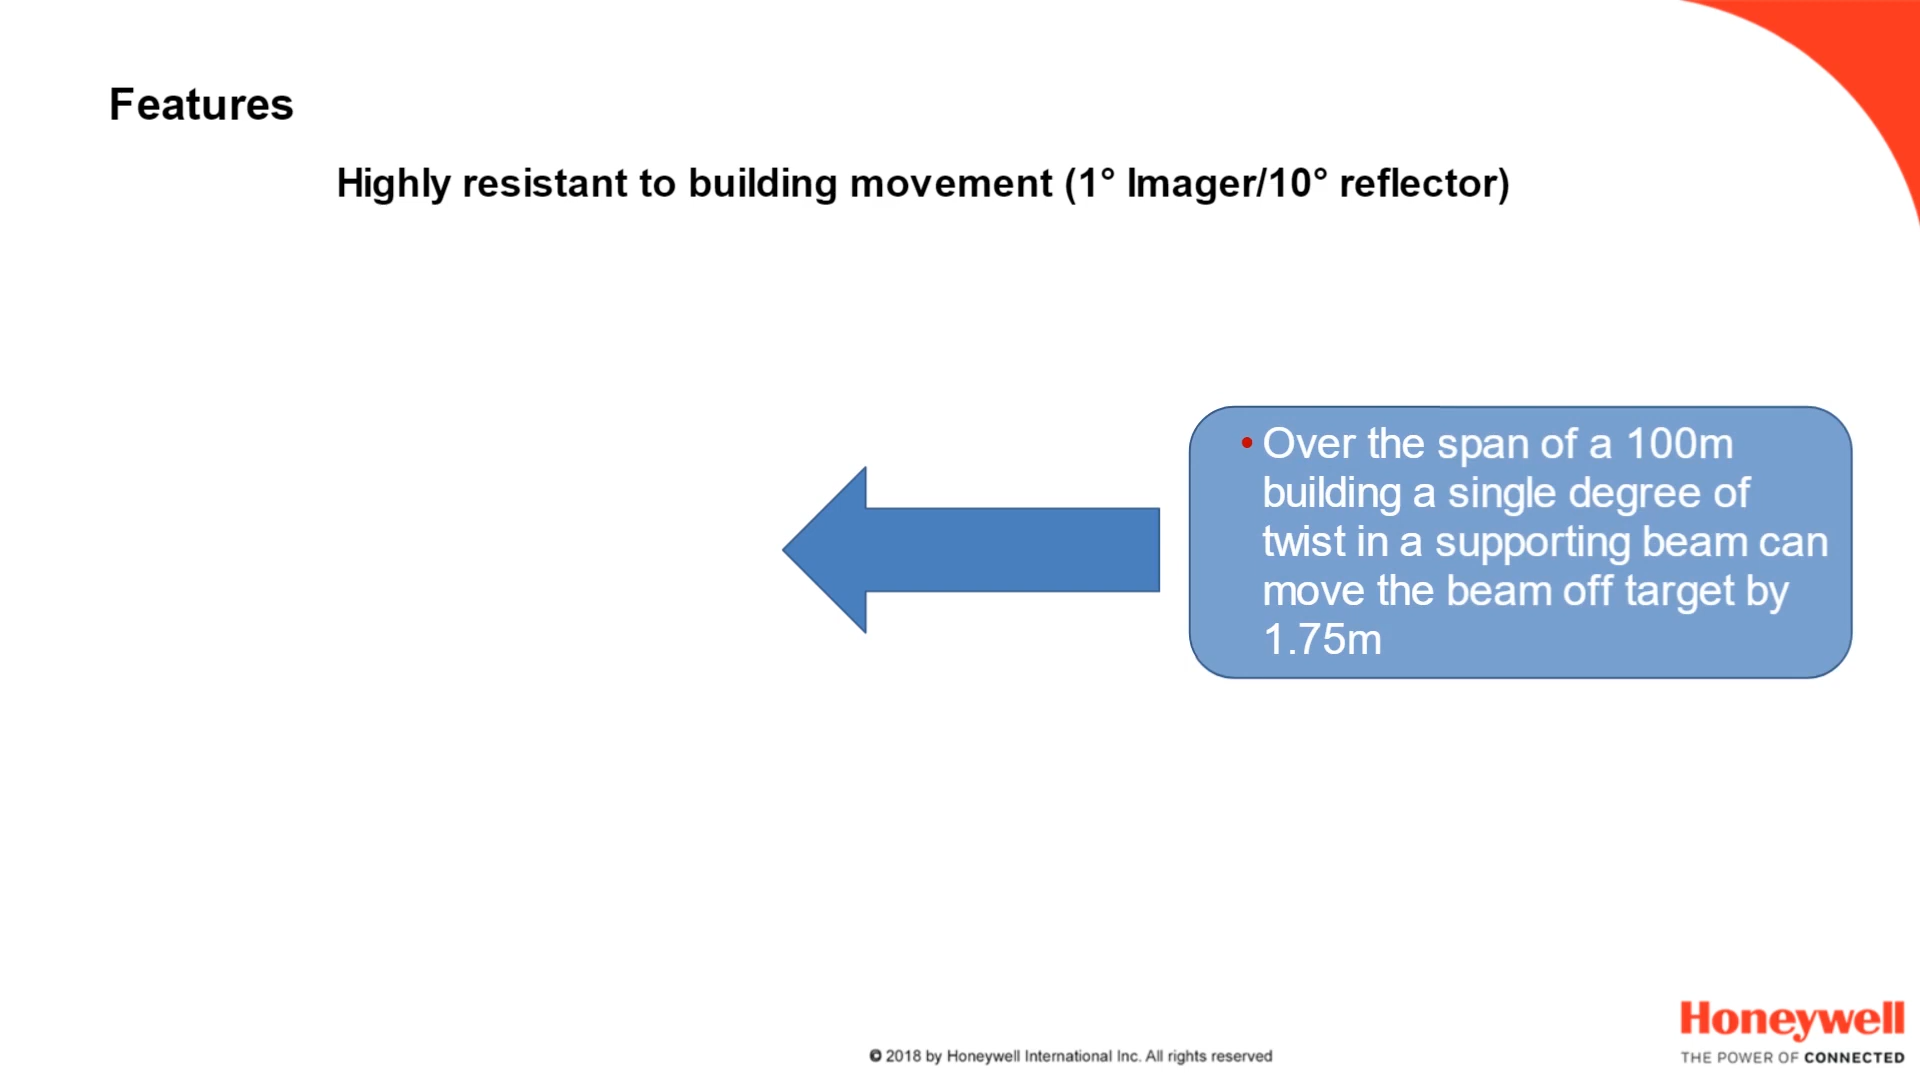 Features
Highly resistant to building movement (1° Imager/10° reflector)
• Over the span of a 100m
building a single degree of
twist in a supporting beam can
move the beam off target by
1.75m
Honeywell
THE POWER OF CONNECTED
© 2018 by Honeywell International Inc. All rights reserved